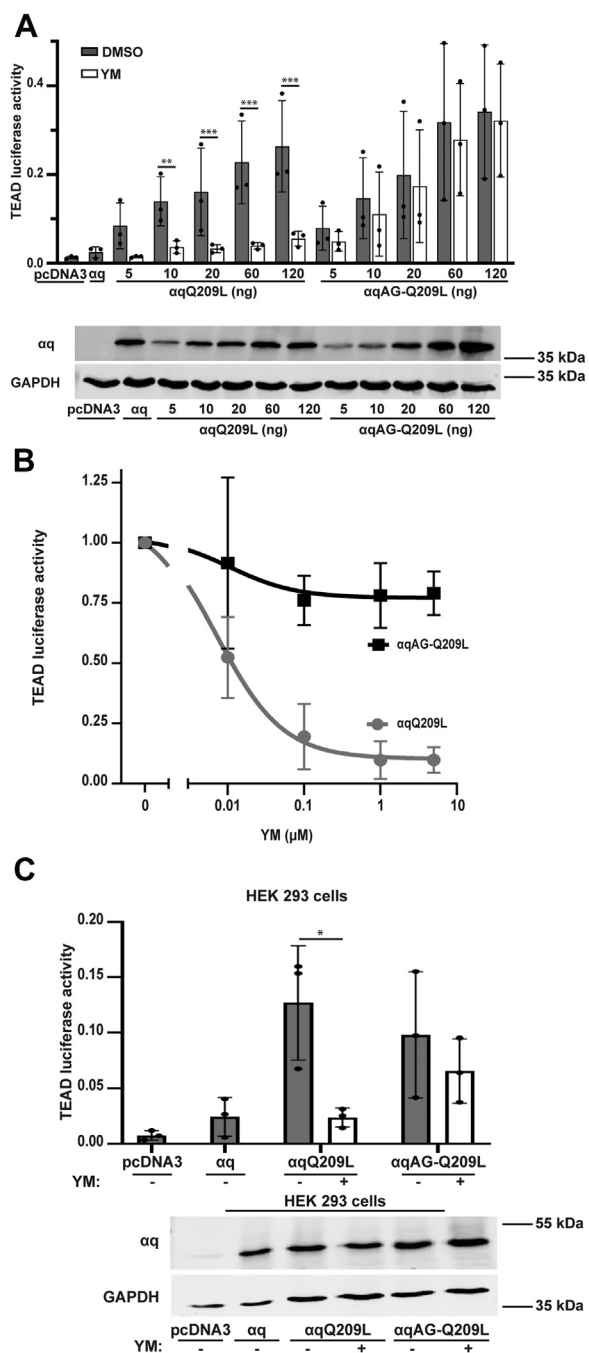 A
DMSO
YM
TEAD luciferase activity
0.4
0.2
0.0
** *** *** ***
pcDNA3 αq 5 10 20 60 120 5 10 20 60 120
αqQ209L (ng) αqAG-Q209L (ng)
αq
35 kDa
GAPDH
35 kDa
pcDNA3 αq 5 10 20 60 120 5 10 20 60 120
αqQ209L (ng) αqAG-Q209L (ng)
B
TEAD luciferase activity
1.25
1.00
0.75
0.50
0.25
0.00
αqAG-Q209L
αqQ209L
0 0.01 0.1 1 10
YM (µM)
C
HEK 293 cells
TEAD luciferase activity
0.20
0.15
0.10
0.05
0.00
*
pcDNA3 αq αqQ209L αqAG-Q209L
YM: - - - + - +
HEK 293 cells
αq
55 kDa
GAPDH
35 kDa
pcDNA3 αq αqQ209L αqAG-Q209L
YM: - - - + - +